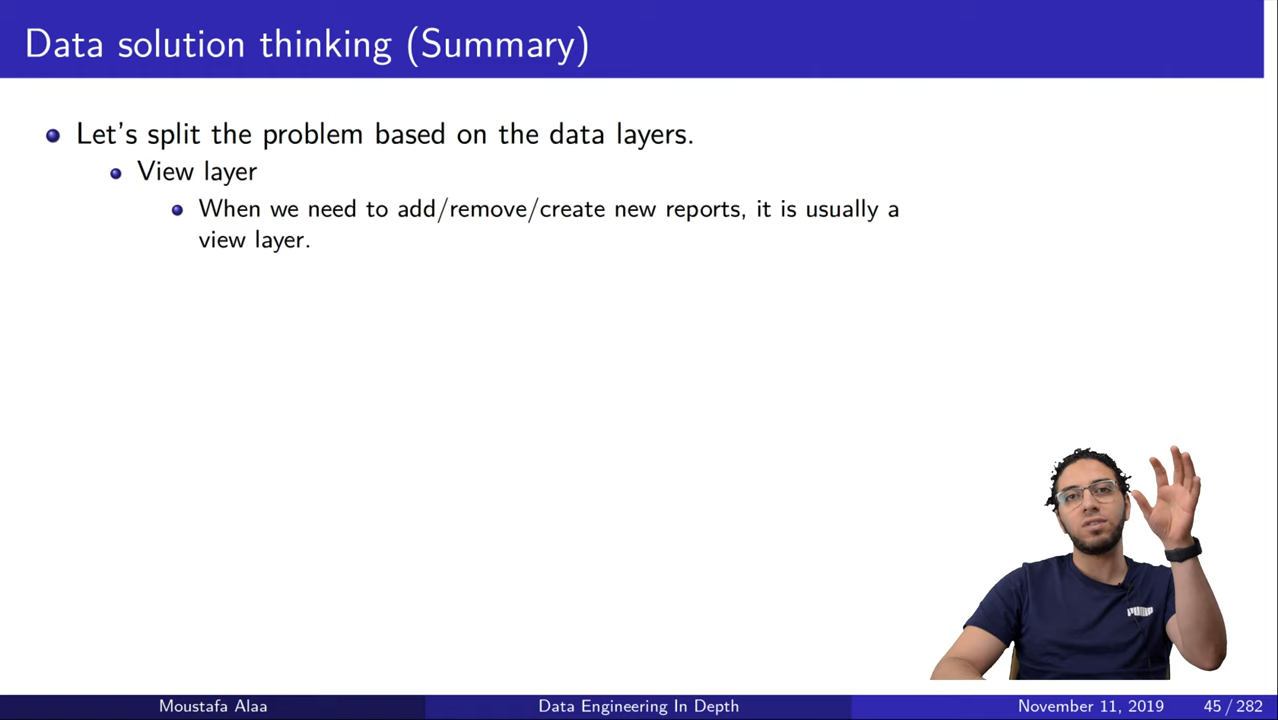 Data solution thinking (Summary)
Let's split the problem based on the data layers.
View layer
When we need to add/remove/create new reports, it is usually a
view layer.
PUMP
Moustafa Alaa
Data Engineering In Depth
November 11, 2019
45 / 282